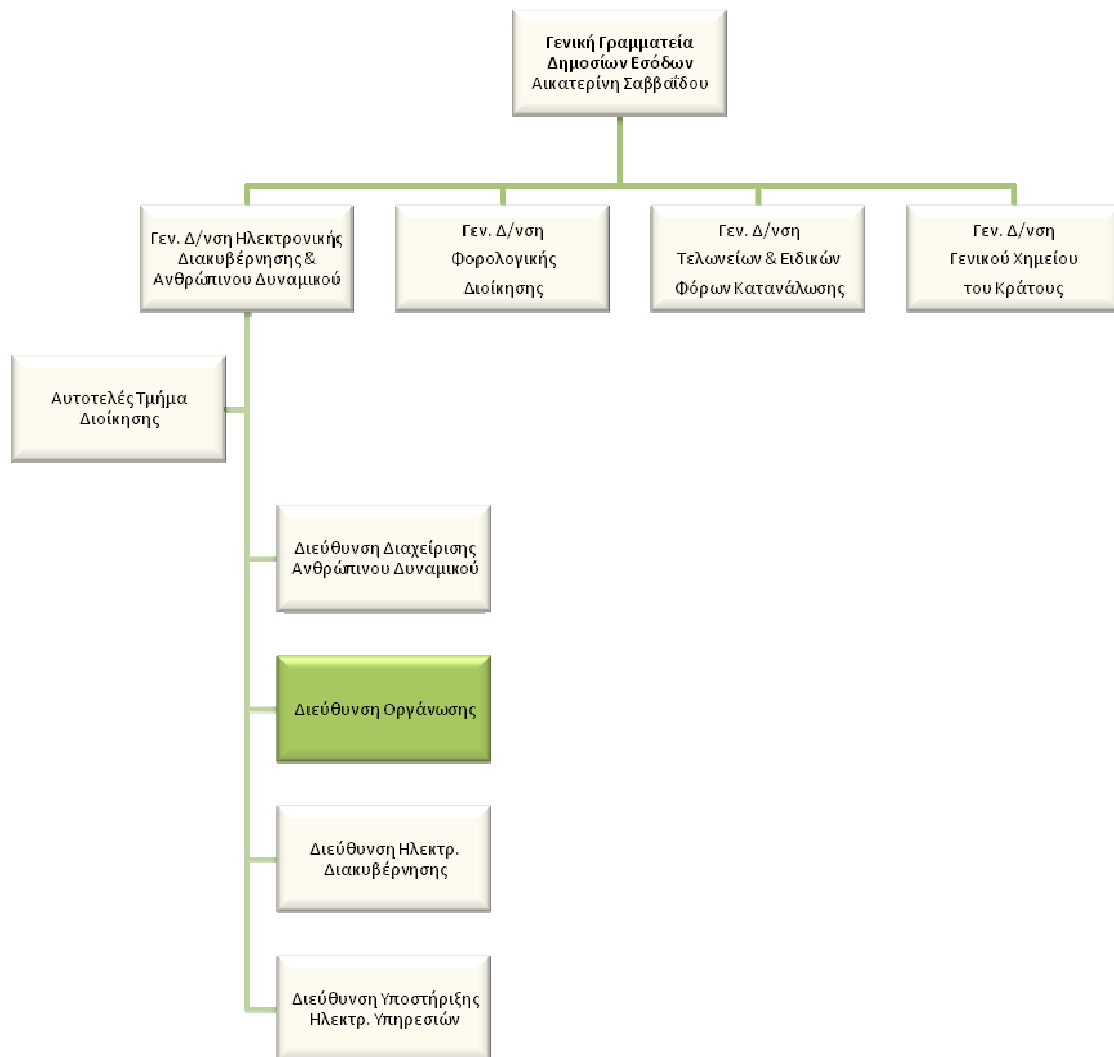 Γενική Γραμματεία
Δημοσίων Εσόδων
Αικατερίνη Σαββαΐδου
Γεν. Δ/νση Ηλεκτρονικής
Διακυβέρνησης &
Ανθρώπινου Δυναμικού
Γεν. Δ/νση
Φορολογικής
Διοίκησης
Γεν. Δ/νση
Τελωνείων & Ειδικών
Φόρων Κατανάλωσης
Γεν. Δ/νση
Γενικού Χημείου
του Κράτους
Αυτοτελές Τμήμα
Διοίκησης
Διεύθυνση Διαχείρισης
Ανθρώπινου Δυναμικού
Διεύθυνση Οργάνωσης
Διεύθυνση Ηλεκτρ.
Διακυβέρνησης
Διεύθυνση Υποστήριξης
Ηλεκτρ. Υπηρεσιών